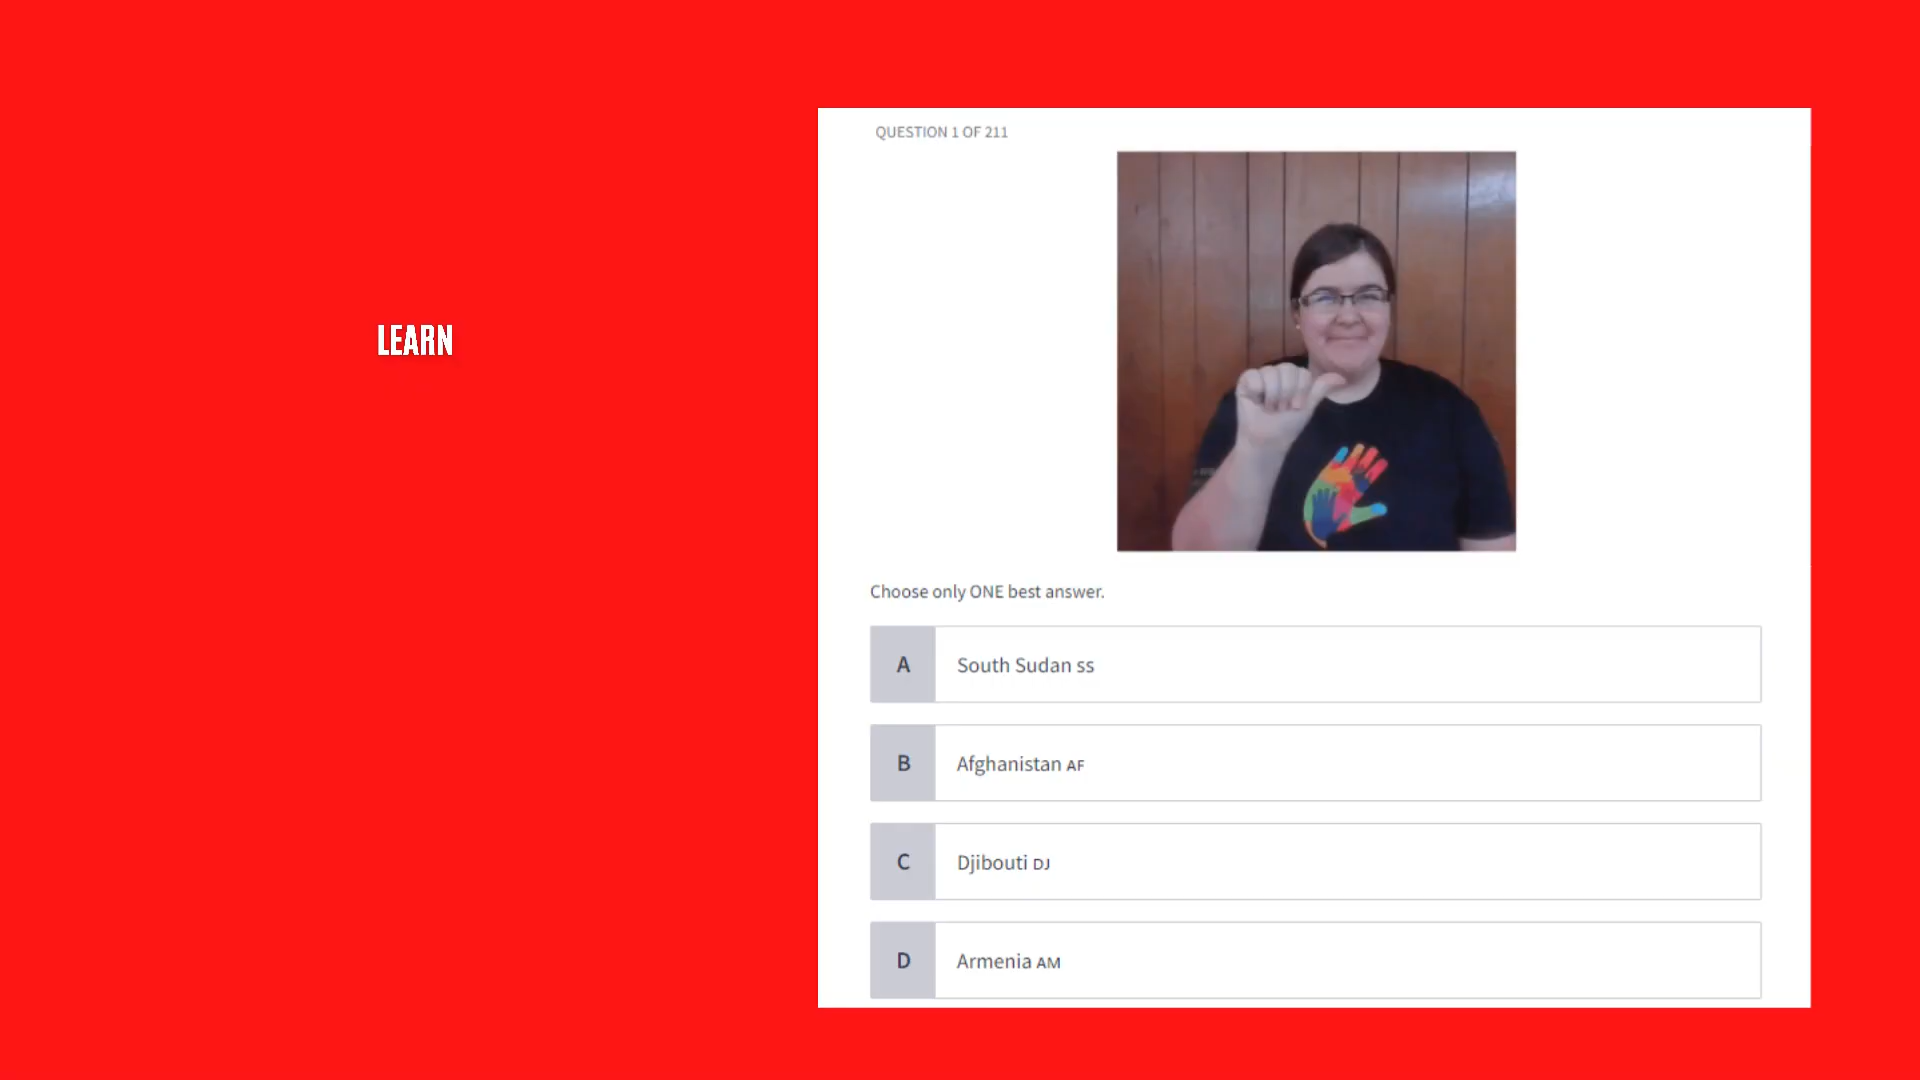 LEARN
QUESTION 1 OF 211
Choose only ONE best answer.
A South Sudan ss
B Afghanistan AF
C Djibouti DJ
D Armenia AM